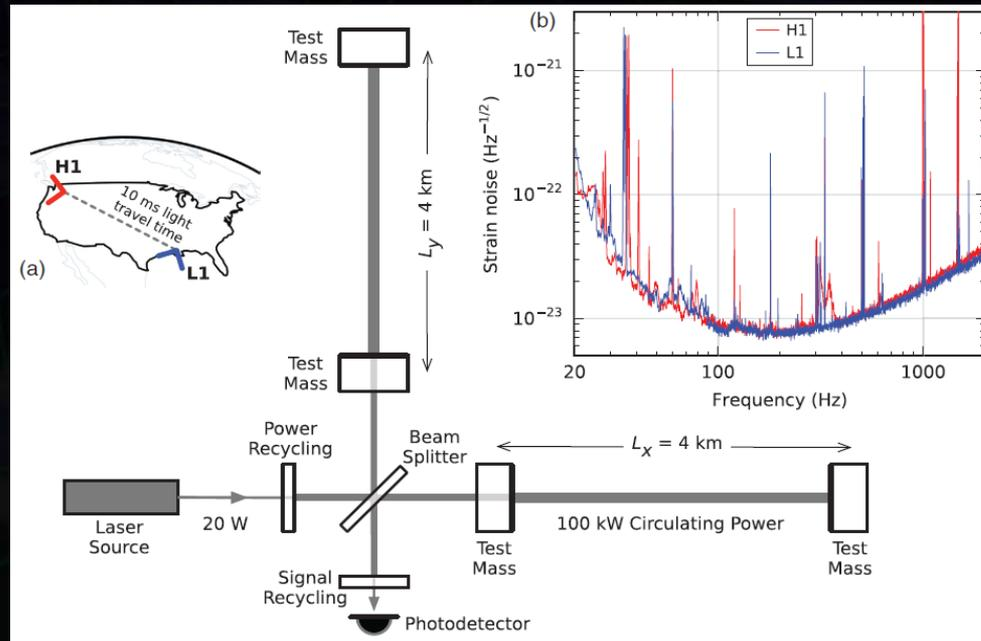 (a)
H1
10 ms light
travel time
L1
Test
Mass
L_y = 4 km
Test
Mass
Power
Recycling
Beam
Splitter
Laser
Source
20 W
L_x = 4 km
100 kW Circulating Power
Test
Mass
Test
Mass
Signal
Recycling
Photodetector
(b)
H1
L1
Strain noise (Hz^{-1/2})
10^{-21}
10^{-22}
10^{-23}
20
100
1000
Frequency (Hz)